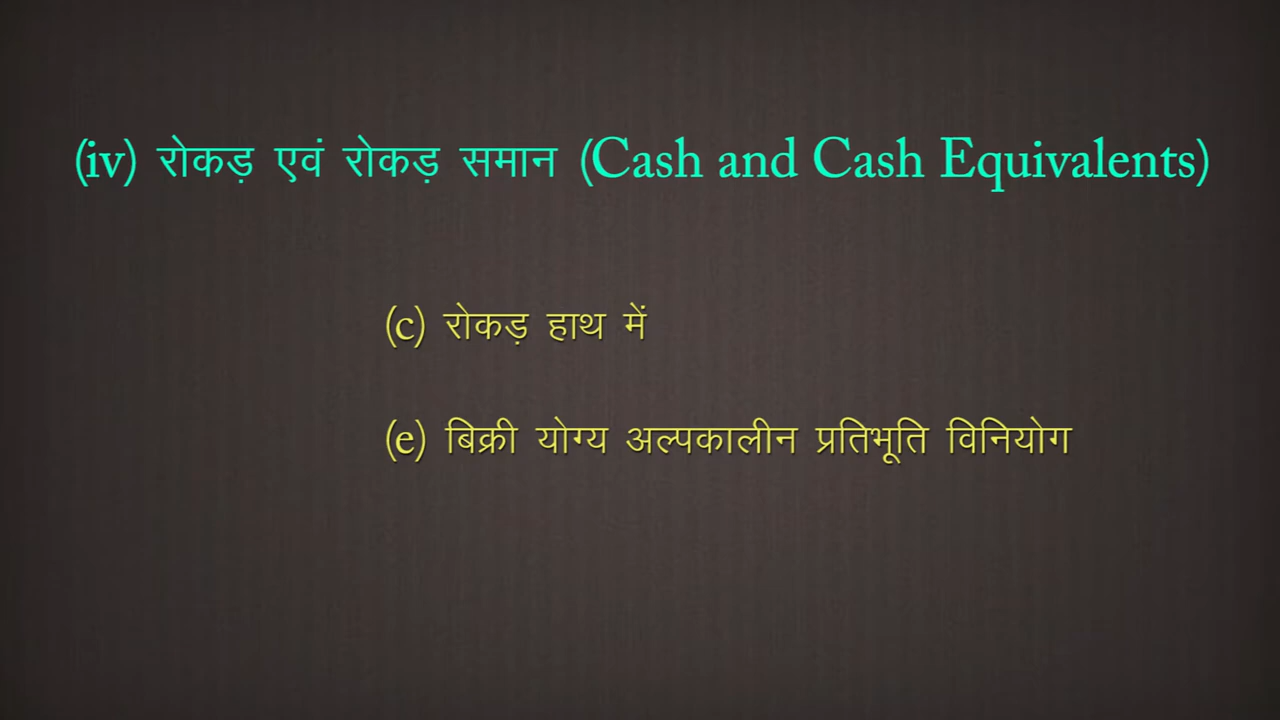 (iv) रोकड़ एवं रोकड़ समान (Cash and Cash Equivalents)
(c) रोकड़ हाथ में
(e) बिक्री योग्य अल्पकालीन प्रतिभूति विनियोग